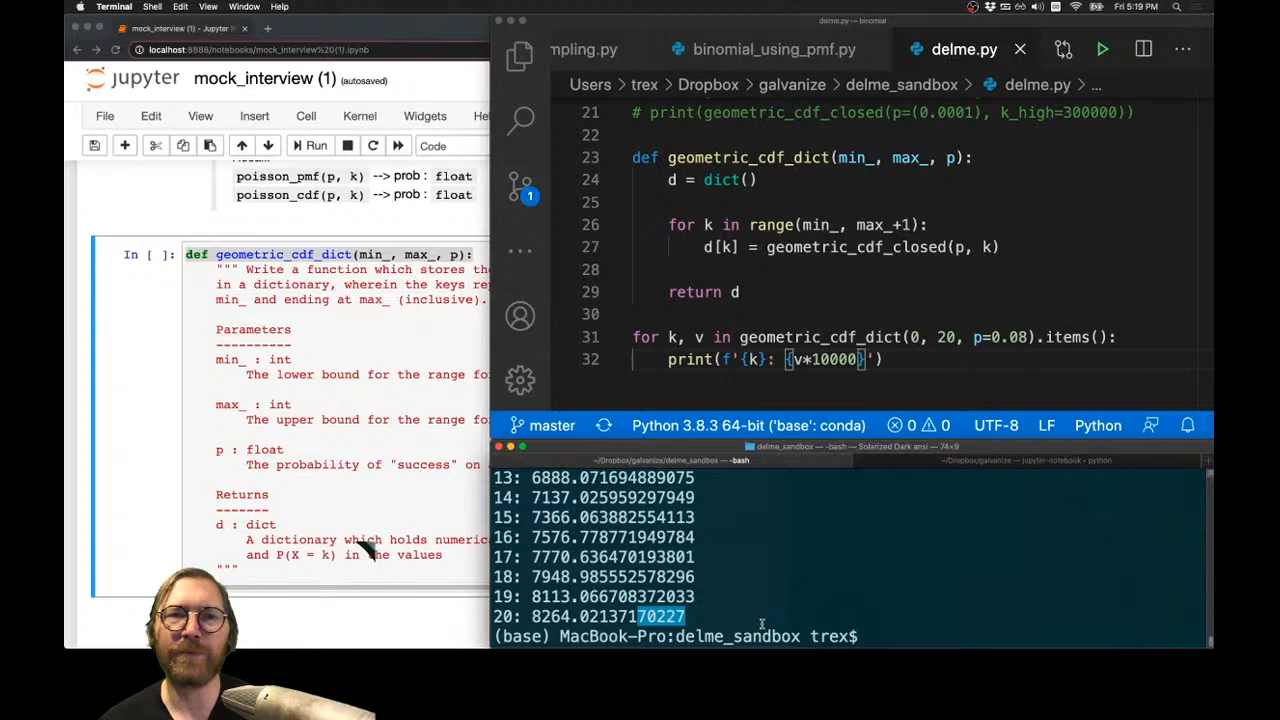 Terminal Shell Edit View Window Help
Fri 5:19 PM
mock_interview (1) - Jupyter N
localhost:8888/notebooks/mock_interview%20(1).ipynb
jupyter mock_interview (1) (autosaved)
File Edit View Insert Cell Kernel Widgets Hel
Run Code
poisson_pmf(p, k) --> prob : float
poisson_cdf(p, k) --> prob : float
In [ ]: def geometric_cdf_dict(min_, max_, p):
""" Write a function which stores the
in a dictionary, wherein the keys rep
min_ and ending at max_ (inclusive).
Parameters
----------
min_ : int
The lower bound for the range fo
max_ : int
The upper bound for the range fo
p : float
The probability of "success" on a
Returns
-------
d : dict
A dictionary which holds numerica
and P(X = k) in the values
"""
delme.py — binomial
mpling.py binomial_using_pmf.py delme.py
Users > trex > Dropbox > galvanize > delme_sandbox > delme.py > ...
21 # print(geometric_cdf_closed(p=(0.0001), k_high=300000))
22
23 def geometric_cdf_dict(min_, max_, p):
24 d = dict()
25
26 for k in range(min_, max_+1):
27 d[k] = geometric_cdf_closed(p, k)
28
29 return d
30
31 for k, v in geometric_cdf_dict(0, 20, p=0.08).items():
32 print(f'{k}: {v*10000}')
1
master Python 3.8.3 64-bit ('base': conda) 0 0 UTF-8 LF Python
delme_sandbox — -bash — Solarized Dark ansi — 74×9
~/Dropbox/galvanize/delme_sandbox — -bash ~/Dropbox/galvanize — jupyter-notebook - python
13: 6888.071694889075
14: 7137.025959297949
15: 7366.063882554113
16: 7576.778771949784
17: 7770.636470193801
18: 7948.985552578296
19: 8113.066708372033
20: 8264.02137170227
(base) MacBook-Pro:delme_sandbox trex$